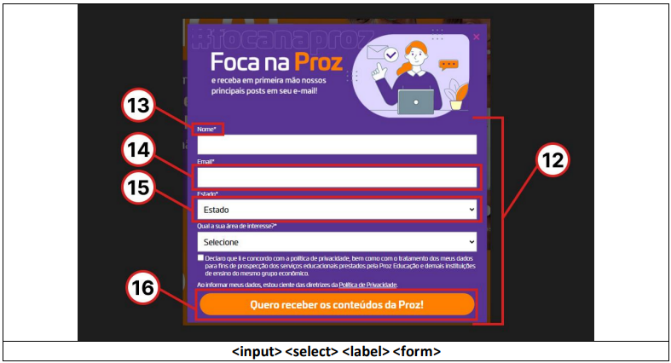 #focanaproz
Foca na Proz
e receba em primeira mão nossos
principais posts em seu e-mail!
13
Nome*
14
Email*
12
15
Estado*
Estado
Qual a sua área de interesse?*
Selecione
Declaro que li e concordo com a política de privacidade, bem como com o tratamento dos meus dados
para fins de prospecção dos serviços educacionais prestados pela Proz Educação e demais instituições
de ensino do mesmo grupo econômico.
Ao informar meus dados, estou ciente das diretrizes da Política de Privacidade.
16
Quero receber os conteúdos da Proz!
<input> <select> <label> <form>